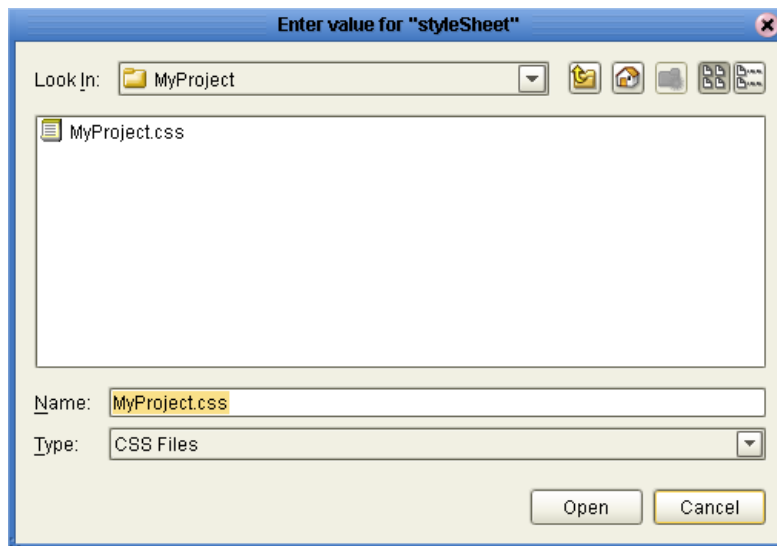 Enter value for "styleSheet"
Look In: MyProject
MyProject.css
Name: MyProject.css
Type: CSS Files
Open Cancel